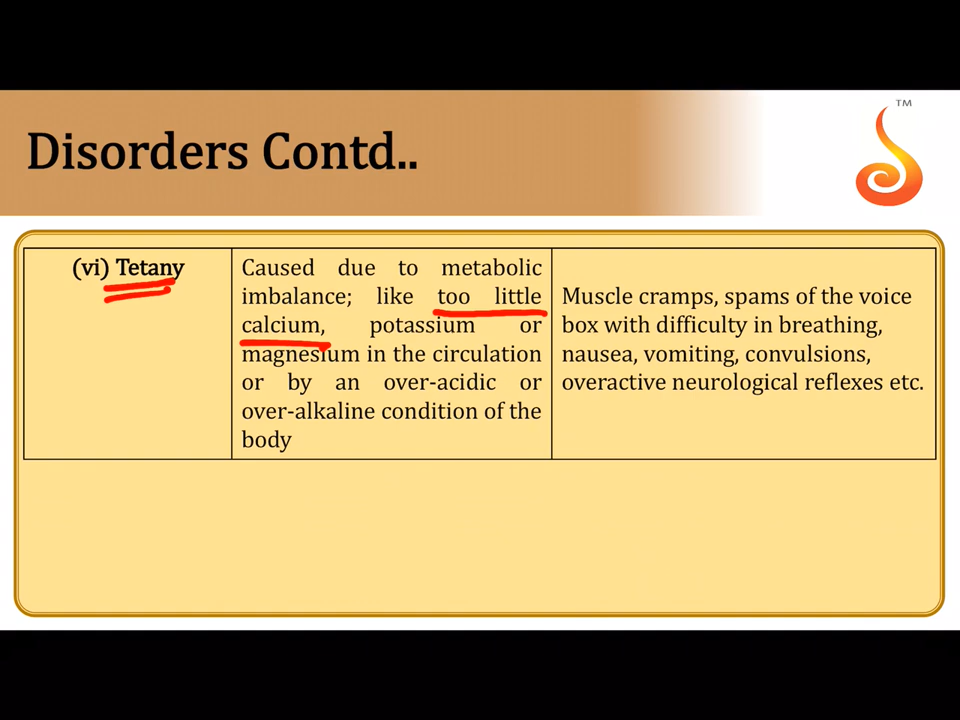 TM
Disorders Contd..
(vi) Tetany
Caused due to metabolic
imbalance; like too little
calcium, potassium or
magnesium in the circulation
or by an over-acidic or
over-alkaline condition of the
body
Muscle cramps, spams of the voice
box with difficulty in breathing,
nausea, vomiting, convulsions,
overactive neurological reflexes etc.